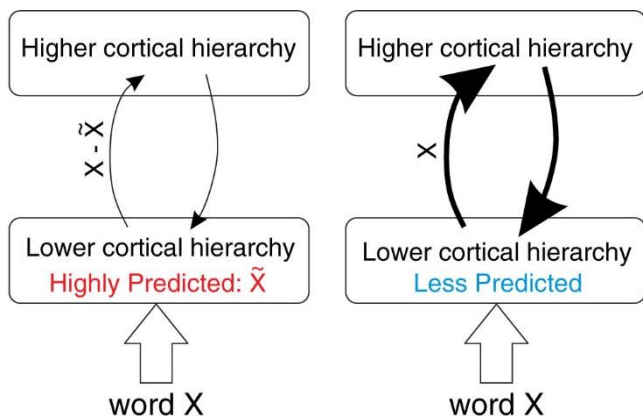 Higher cortical hierarchy
X - X̃
Lower cortical hierarchy
Highly Predicted: X̃
word X
Higher cortical hierarchy
X
Lower cortical hierarchy
Less Predicted
word X